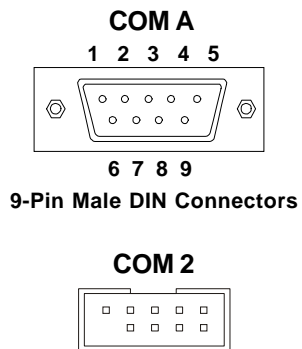 COM A
1 2 3 4 5
6 7 8 9
9-Pin Male DIN Connectors
COM 2